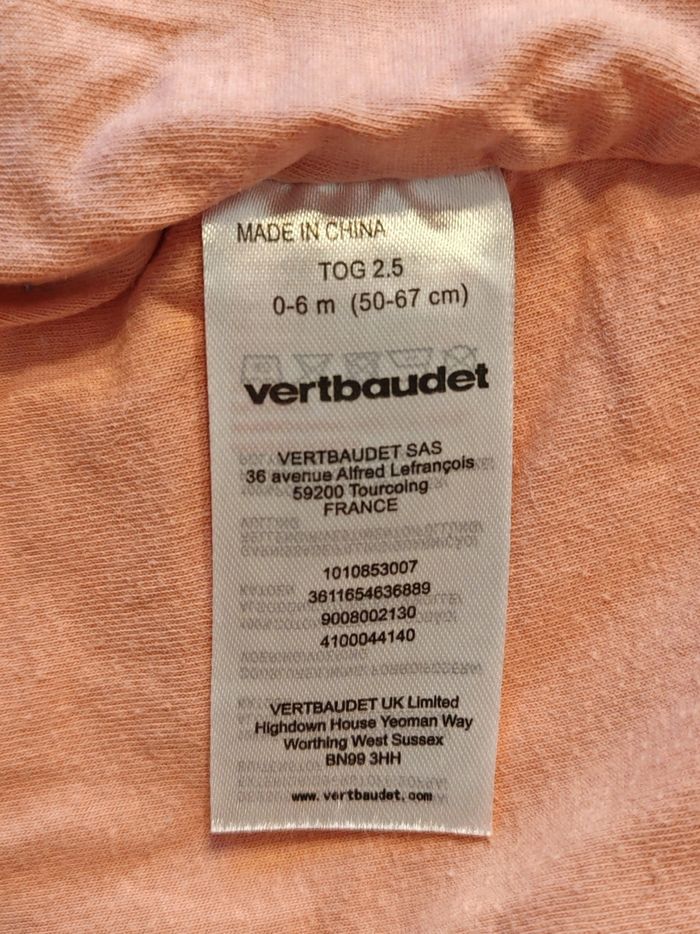 MADE IN CHINA
TOG 2.5
0-6 m (50-67 cm)
vertbaudet
VERTBAUDET SAS
36 avenue Alfred Lefrançois
59200 Tourcoing
FRANCE
1010853007
3611654636889
9008002130
4100044140
VERTBAUDET UK Limited
Highdown House Yeoman Way
Worthing West Sussex
BN99 3HH
www.vertbaudet.com